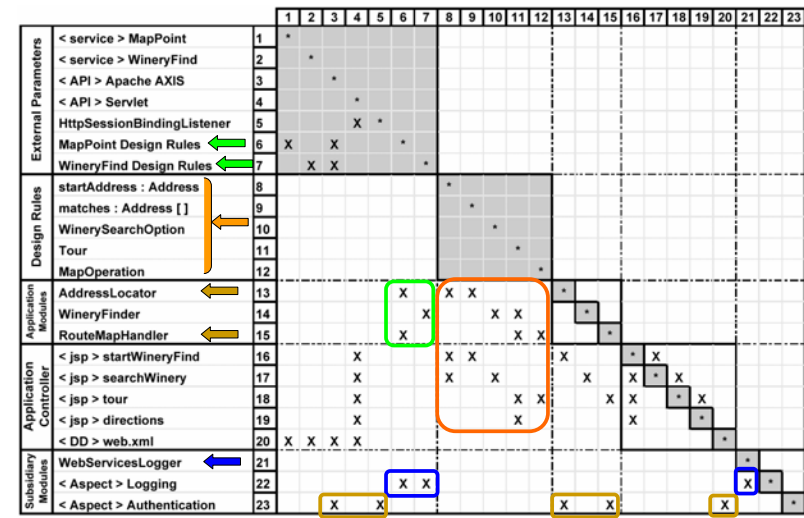 1 2 3 4 5 6 7 8 9 10 11 12 13 14 15 16 17 18 19 20 21 22 23
External Parameters
< service > MapPoint 1 *
< service > WineryFind 2 *
< API > Apache AXIS 3 *
< API > Servlet 4 *
HttpSessionBindingListener 5 X *
MapPoint Design Rules 6 X X *
WineryFind Design Rules 7 X X *
Design Rules
startAddress : Address 8 *
matches : Address [ ] 9 *
WinerySearchOption 10 *
Tour 11 *
MapOperation 12 *
Application
Modules
AddressLocator 13 X X X *
WineryFinder 14 X X X *
RouteMapHandler 15 X X X *
Application
Controller
< jsp > startWineryFind 16 X X X X * X
< jsp > searchWinery 17 X X X X X * X
< jsp > tour 18 X X X X X * X
< jsp > directions 19 X X X *
< DD > web.xml 20 X X X X *
Subsidiary
Modules
WebServicesLogger 21 *
< Aspect > Logging 22 X X X *
< Aspect > Authentication 23 X X X X X *